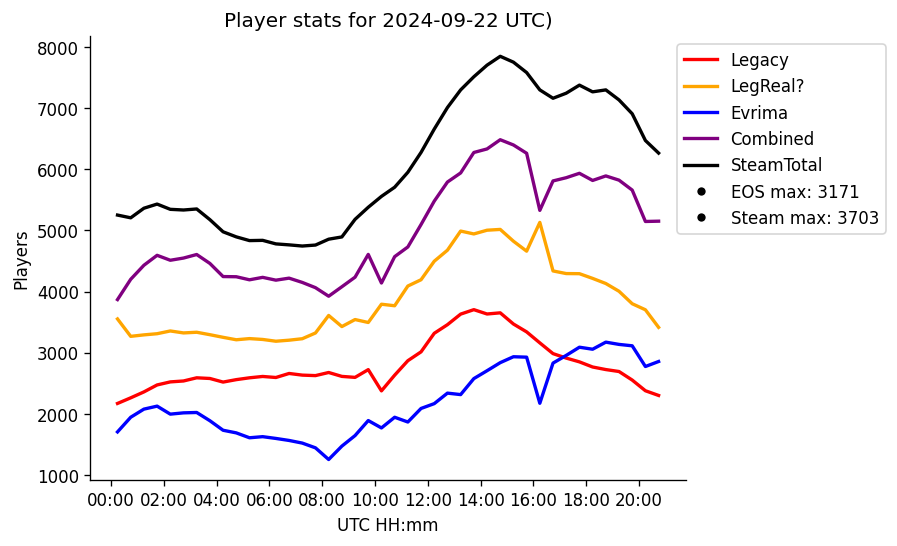 Player stats for 2024-09-22 UTC)
8000
7000
6000
5000
4000
3000
2000
1000
Players
00:00 02:00 04:00 06:00 08:00 10:00 12:00 14:00 16:00 18:00 20:00
UTC HH:mm
Legacy
LegReal?
Evrima
Combined
SteamTotal
EOS max: 3171
Steam max: 3703